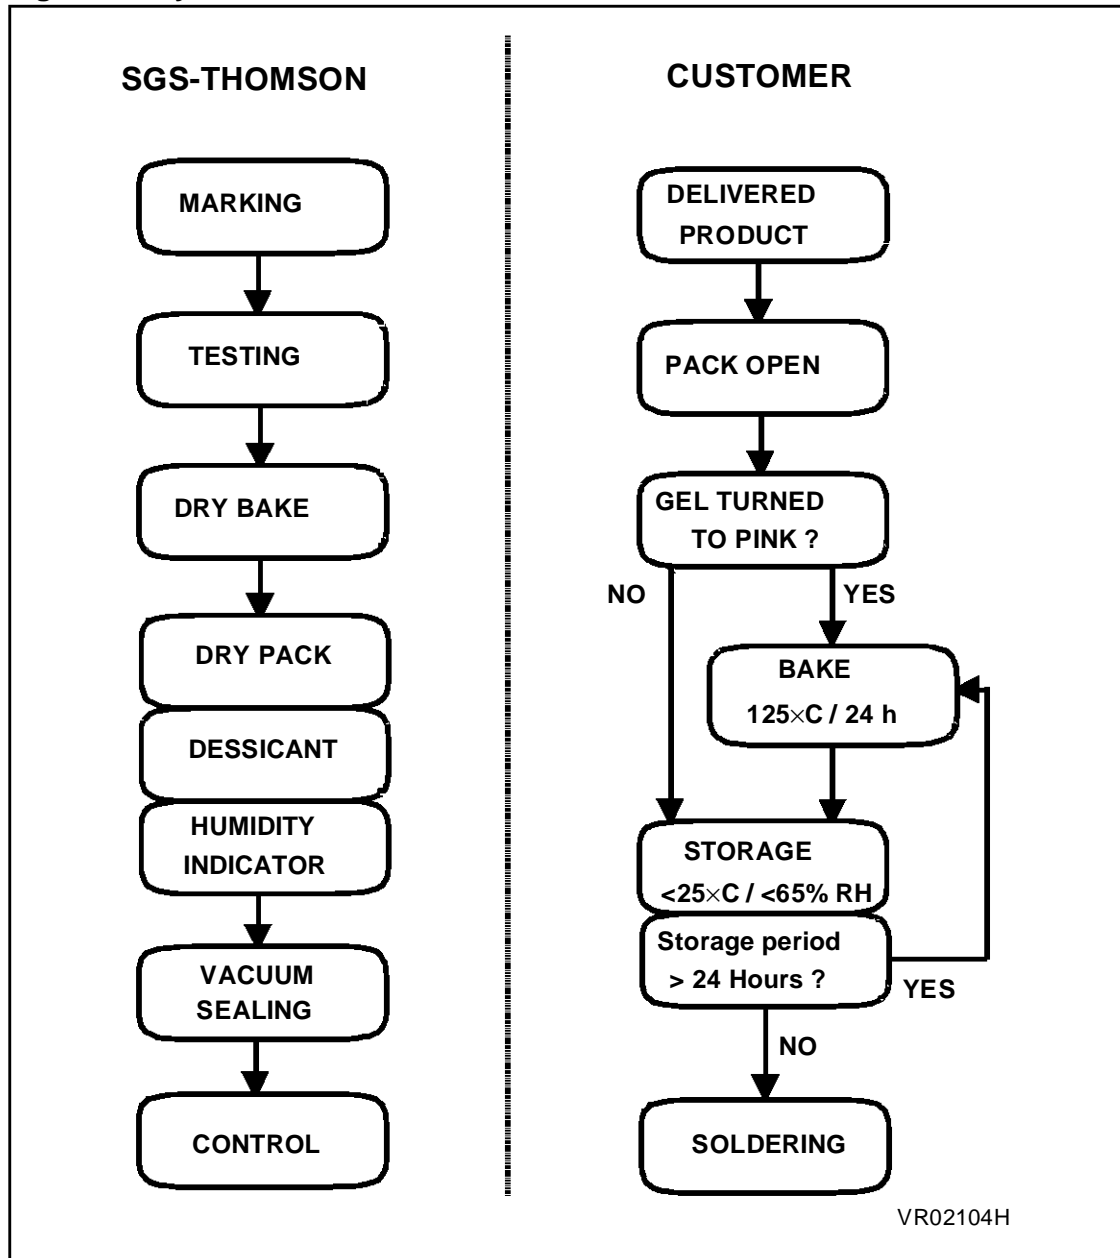 SGS-THOMSON
MARKING
TESTING
DRY BAKE
DRY PACK
DESSICANT
HUMIDITY
INDICATOR
VACUUM
SEALING
CONTROL
CUSTOMER
DELIVERED
PRODUCT
PACK OPEN
GEL TURNED
TO PINK ?
NO
YES
BAKE
125×C / 24 h
STORAGE
<25×C / <65% RH
Storage period
> 24 Hours ?
YES
NO
SOLDERING
VR02104H